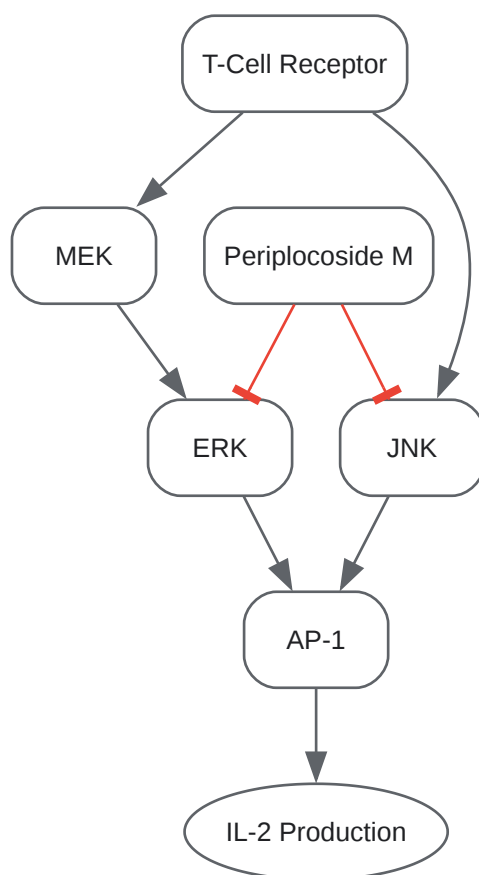 T-Cell Receptor
MEK
Periplocoside M
ERK
JNK
AP-1
IL-2 Production